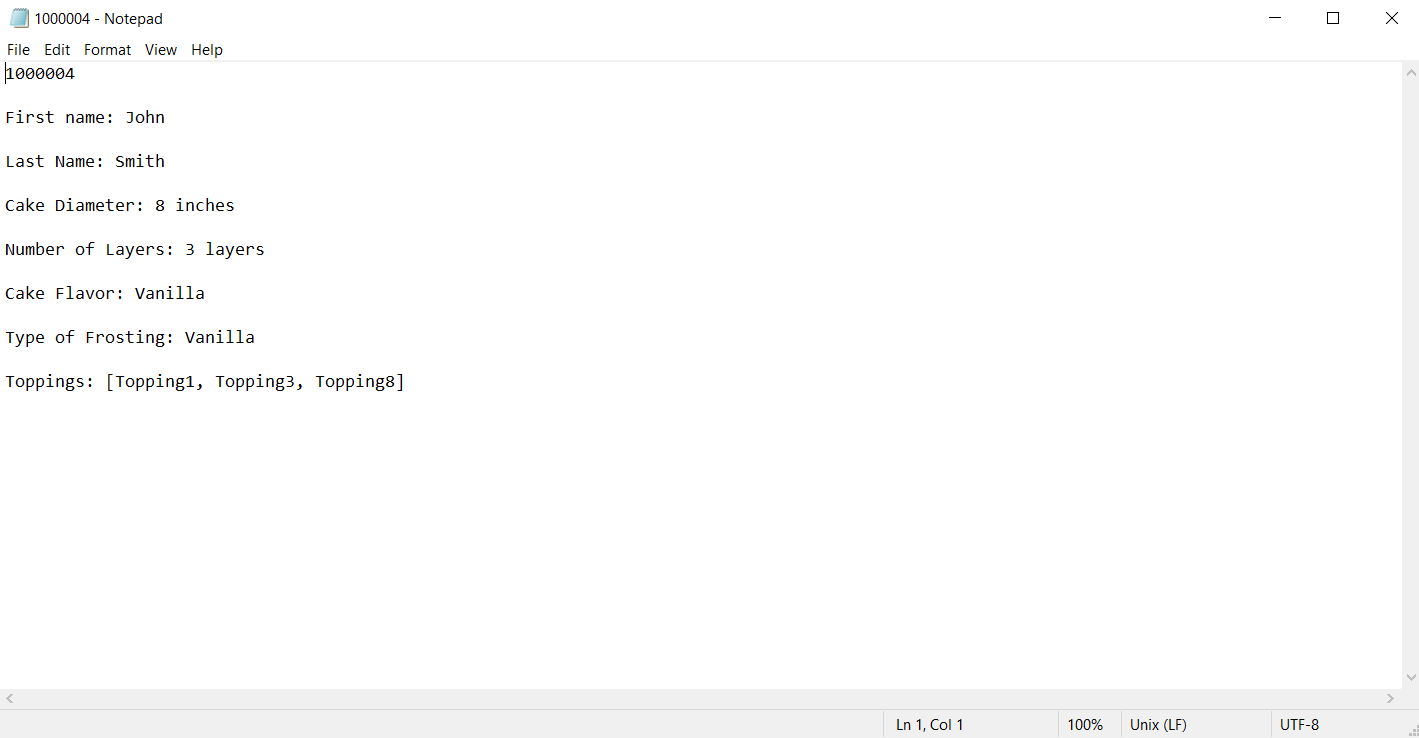 1000004 - Notepad
File Edit Format View Help
1000004
First name: John
Last Name: Smith
Cake Diameter: 8 inches
Number of Layers: 3 layers
Cake Flavor: Vanilla
Type of Frosting: Vanilla
Toppings: [Topping1, Topping3, Topping8]
Ln 1, Col 1 100% Unix (LF) UTF-8